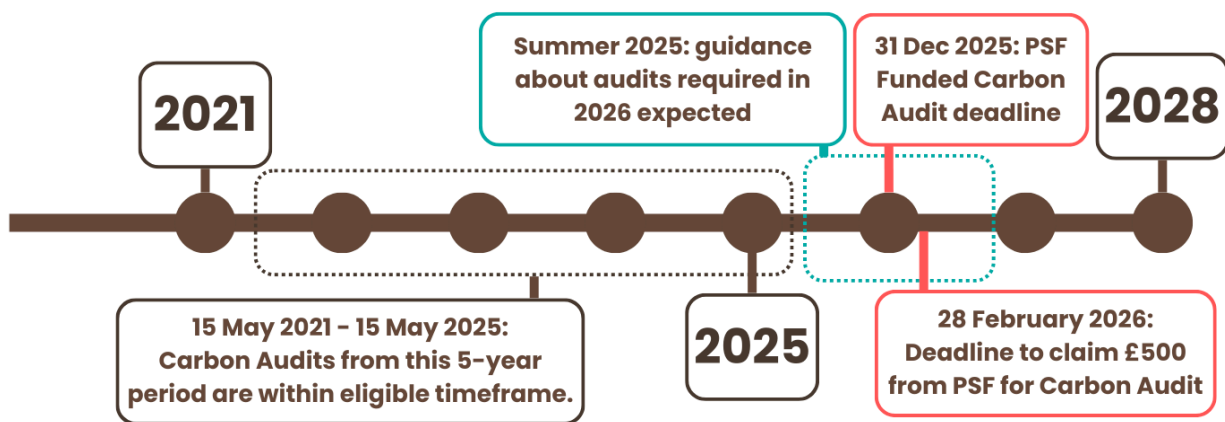 2021
Summer 2025: guidance
about audits required in
2026 expected
31 Dec 2025: PSF
Funded Carbon
Audit deadline
2028
15 May 2021 - 15 May 2025:
Carbon Audits from this 5-year
period are within eligible timeframe.
2025
28 February 2026:
Deadline to claim £500
from PSF for Carbon Audit